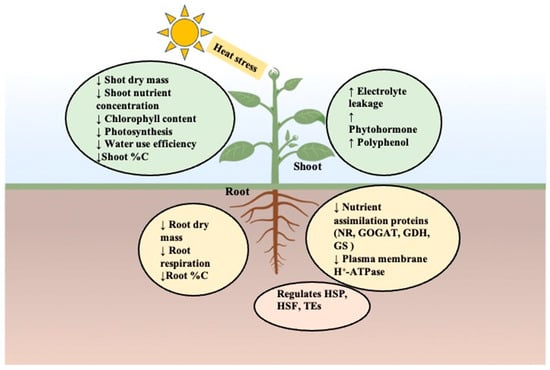 Heat stress
↓ Shot dry mass
↓ Shoot nutrient
concentration
↓ Chlorophyll content
↓ Photosynthesis
↓ Water use efficiency
↓Shoot %C
↑ Electrolyte
leakage
↑
Phytohormone
↑ Polyphenol
Shoot
Root
↓ Root dry
mass
↓ Root
respiration
↓Root %C
↓ Nutrient
assimilation proteins
(NR, GOGAT, GDH,
GS )
↓ Plasma membrane
H⁺-ATPase
Regulates HSP,
HSF, TEs